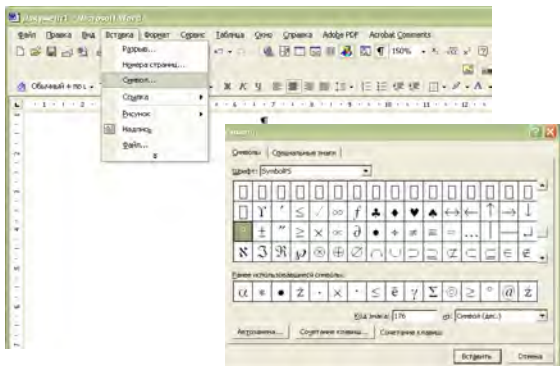 Документ1 - Microsoft Word
Файл Правка Вид Вставка Формат Сервис Таблица Окно Справка Adobe PDF Acrobat Comments
150%
Обычный + по
Ж К Ч
Разрыв...
Номера страниц...
Символ...
Ссылка
Рисунок
Надпись
Файл...
Символ
Символы Специальные знаки
Шрифт: SymbolPS
ϒ ′ ≤ ⁄ ∞ ƒ ♣ ♦ ♥ ♠ ↔ ← ↑ → ↓
° ± ″ ≥ × ∝ ∂ • ÷ ≠ ≡ ≈ … | — ↵
ℵ ℑ ℜ ℘ ⊗ ⊕ ∅ ∩ ∪ ⊃ ⊇ ⊄ ⊂ ⊆ ∈ ∉
Ранее использовавшиеся символы:
α * • ż · × · ≤ ē γ Σ © ≥ ° @ ż
Код знака: 176 из: Символ (дес.)
Автозамена... Сочетание клавиш... Сочетание клавиш:
Вставить Отмена